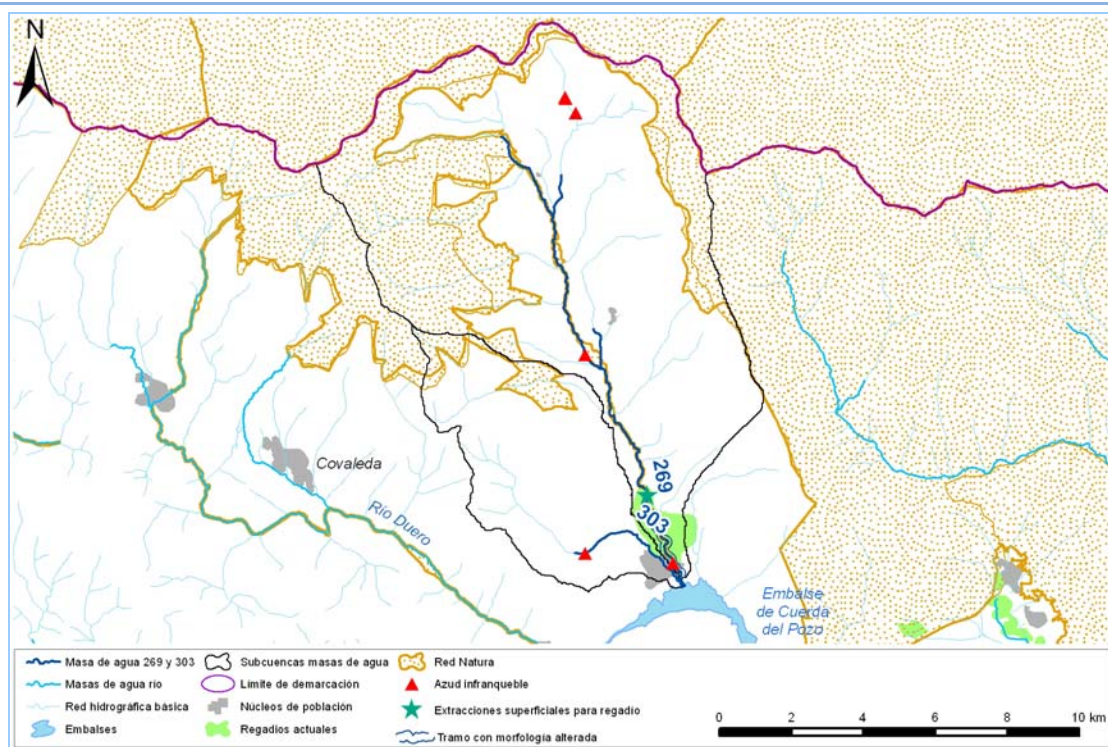 N
269
303
Covaleda
Río Duero
Embalse
de Cuerda
del Pozo
Masa de agua 269 y 303
Subcuencas masas de agua
Red Natura
Masas de agua río
Límite de demarcación
Azud infranqueble
Red hidrográfica básica
Núcleos de población
Extracciones superficiales para regadío
Embalses
Regadíos actuales
Tramo con morfología alterada
0 2 4 6 8 10 km